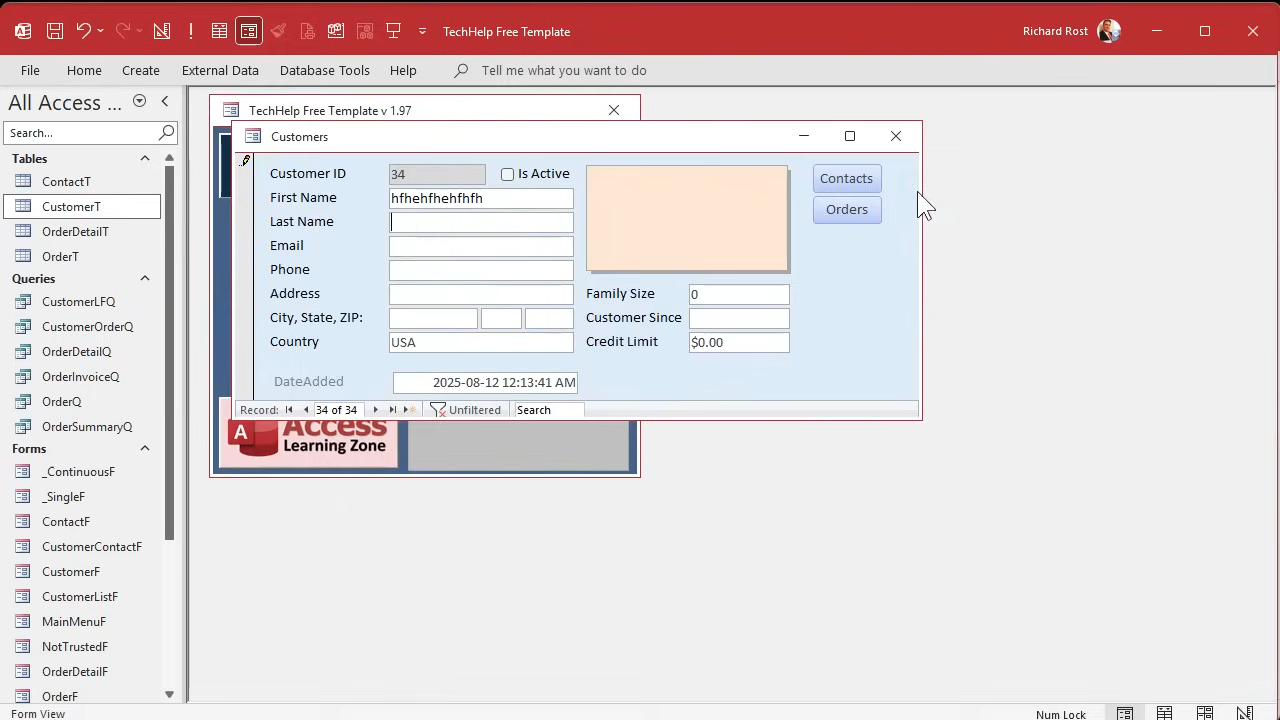 TechHelp Free Template
Richard Rost
File Home Create External Data Database Tools Help Tell me what you want to do
All Access ...
Search...
Tables
ContactT
CustomerT
OrderDetailT
OrderT
Queries
CustomerLFQ
CustomerOrderQ
OrderDetailQ
OrderInvoiceQ
OrderQ
OrderSummaryQ
Forms
_ContinuousF
_SingleF
ContactF
CustomerContactF
CustomerF
CustomerListF
MainMenuF
NotTrustedF
OrderDetailF
OrderF
TechHelp Free Template v 1.97
Customers
Customer ID 34 Is Active
First Name hfhehfhehfhfh
Last Name
Email
Phone
Address
City, State, ZIP:
Country USA
DateAdded 2025-08-12 12:13:41 AM
Family Size 0
Customer Since
Credit Limit $0.00
Contacts
Orders
Record: 34 of 34 Unfiltered Search
A Access
Learning Zone
Form View
Num Lock